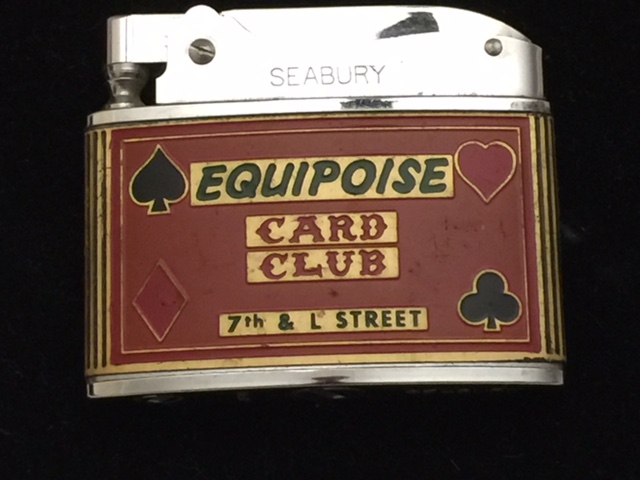 SEABURY
EQUIPOISE
CARD
CLUB
7th & L STREET